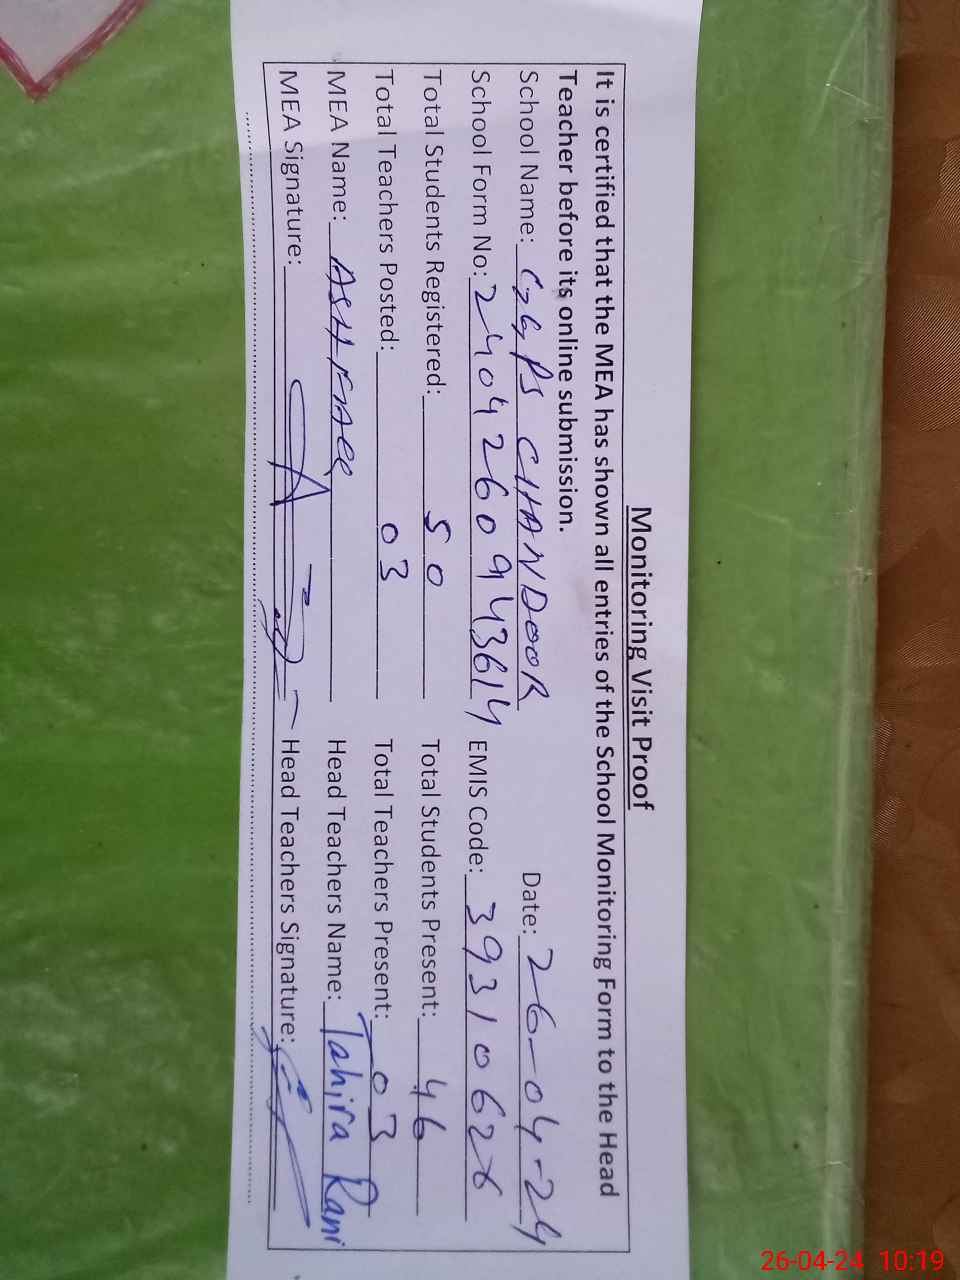 Monitoring Visit Proof
It is certified that the MEA has shown all entries of the School Monitoring Form to the Head
Teacher before its online submission.
School Name: GGPS CHANDOOR Date: 26-04-24
School Form No: 2404260943614 EMIS Code: 39310626
Total Students Registered: 50 Total Students Present: 46
Total Teachers Posted: 03 Total Teachers Present: 03
MEA Name: ASHFAQ Head Teachers Name: Tahira Rani
MEA Signature: Head Teachers Signature:
26-04-24 10:19